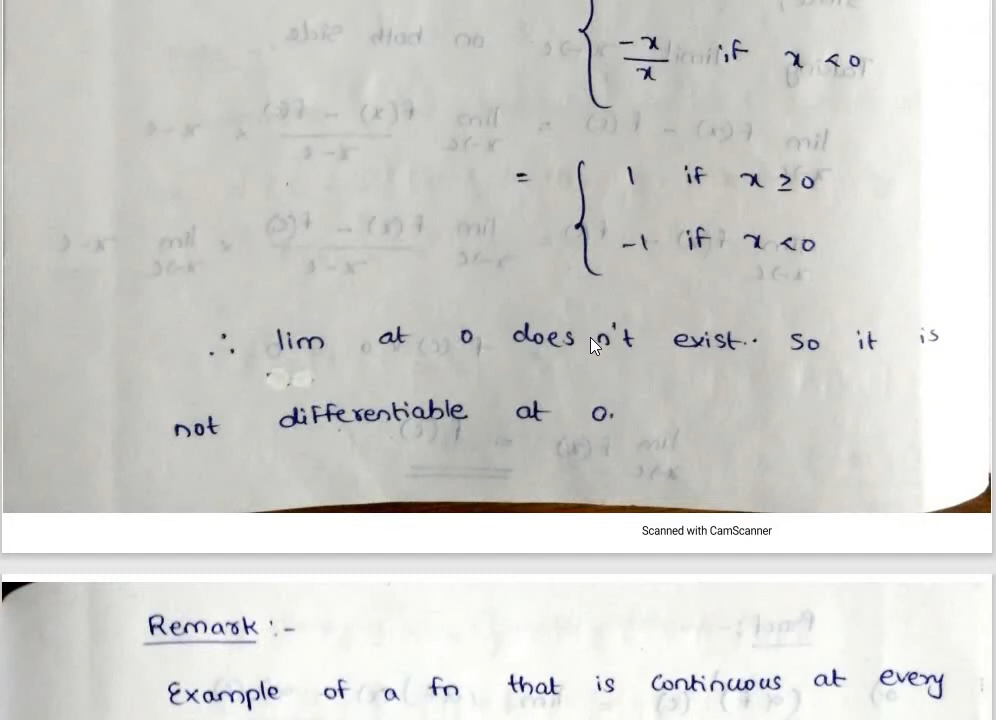 -x/x if x < 0
= { 1 if x ≥ 0
-1 if x < 0
∴ lim at 0 does n't exist.. so it is
not differentiable at 0.
Scanned with CamScanner
Remark :-
Example of a fn that is continuous at every